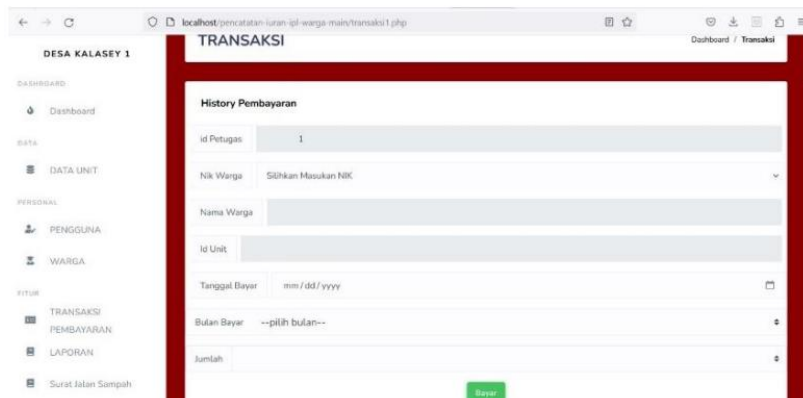 localhost/pencatatan-iuran-ipl-warga-main/transaksi1.php
DESA KALASEY 1
DASHBOARD
Dashboard
DATA
DATA UNIT
PERSONAL
PENGGUNA
WARGA
FITUR
TRANSAKSI
PEMBAYARAN
LAPORAN
Surat Jalan Sampah
TRANSAKSI
Dashboard / Transaksi
History Pembayaran
id Petugas 1
Nik Warga Silihkan Masukan NIK
Nama Warga
Id Unit
Tanggal Bayar mm/dd/yyyy
Bulan Bayar --pilih bulan--
Jumlah
Bayar